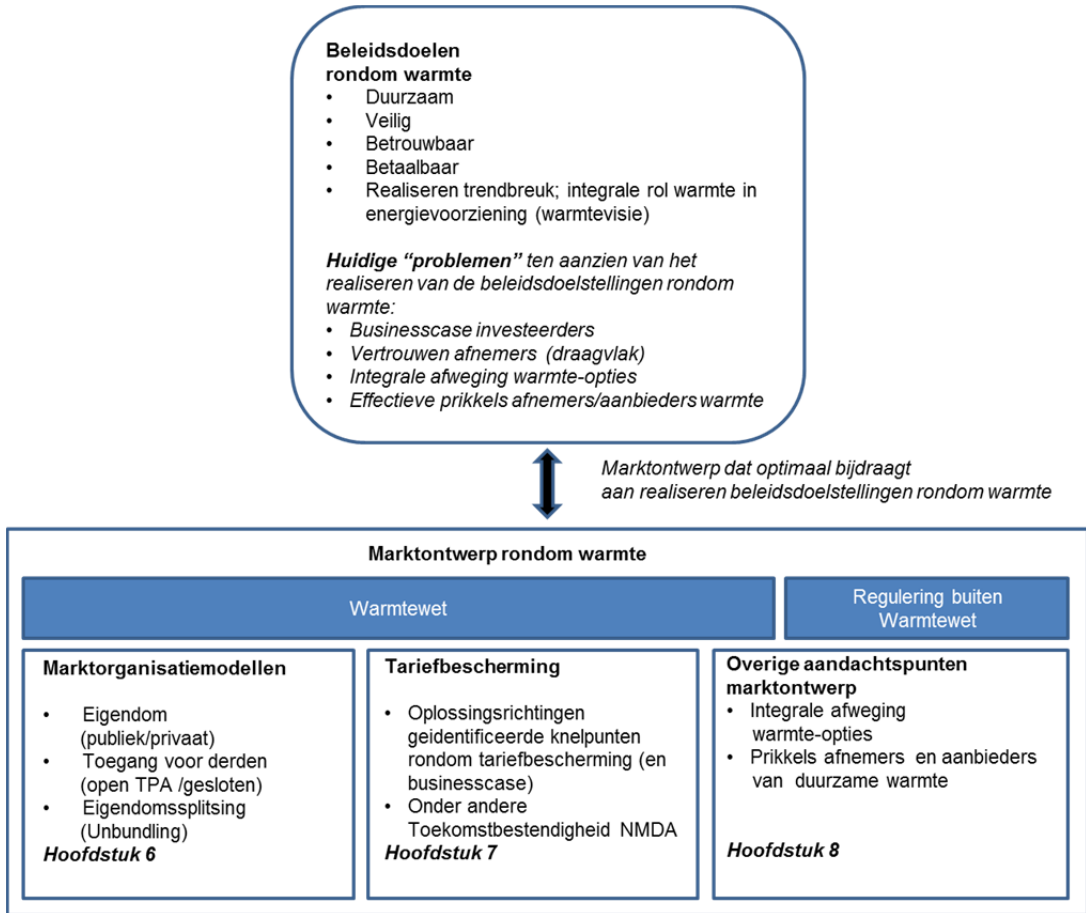 Beleidsdoelen
rondom warmte
• Duurzaam
• Veilig
• Betrouwbaar
• Betaalbaar
• Realiseren trendbreuk; integrale rol warmte in
energievoorziening (warmtevisie)
Huidige “problemen” ten aanzien van het
realiseren van de beleidsdoelstellingen rondom
warmte:
• Businesscase investeerders
• Vertrouwen afnemers (draagvlak)
• Integrale afweging warmte-opties
• Effectieve prikkels afnemers/aanbieders warmte
Marktontwerp dat optimaal bijdraagt
aan realiseren beleidsdoelstellingen rondom warmte
Marktontwerp rondom warmte
Warmtewet
Regulering buiten
Warmtewet
Marktorganisatiemodellen
• Eigendom
(publiek/privaat)
• Toegang voor derden
(open TPA /gesloten)
• Eigendomssplitsing
(Unbundling)
Hoofdstuk 6
Tariefbescherming
• Oplossingsrichtingen
geidentificeerde knelpunten
rondom tariefbescherming (en
businesscase)
• Onder andere
Toekomstbestendigheid NMDA
Hoofdstuk 7
Overige aandachtspunten
marktontwerp
• Integrale afweging
warmte-opties
• Prikkels afnemers en aanbieders
van duurzame warmte
Hoofdstuk 8